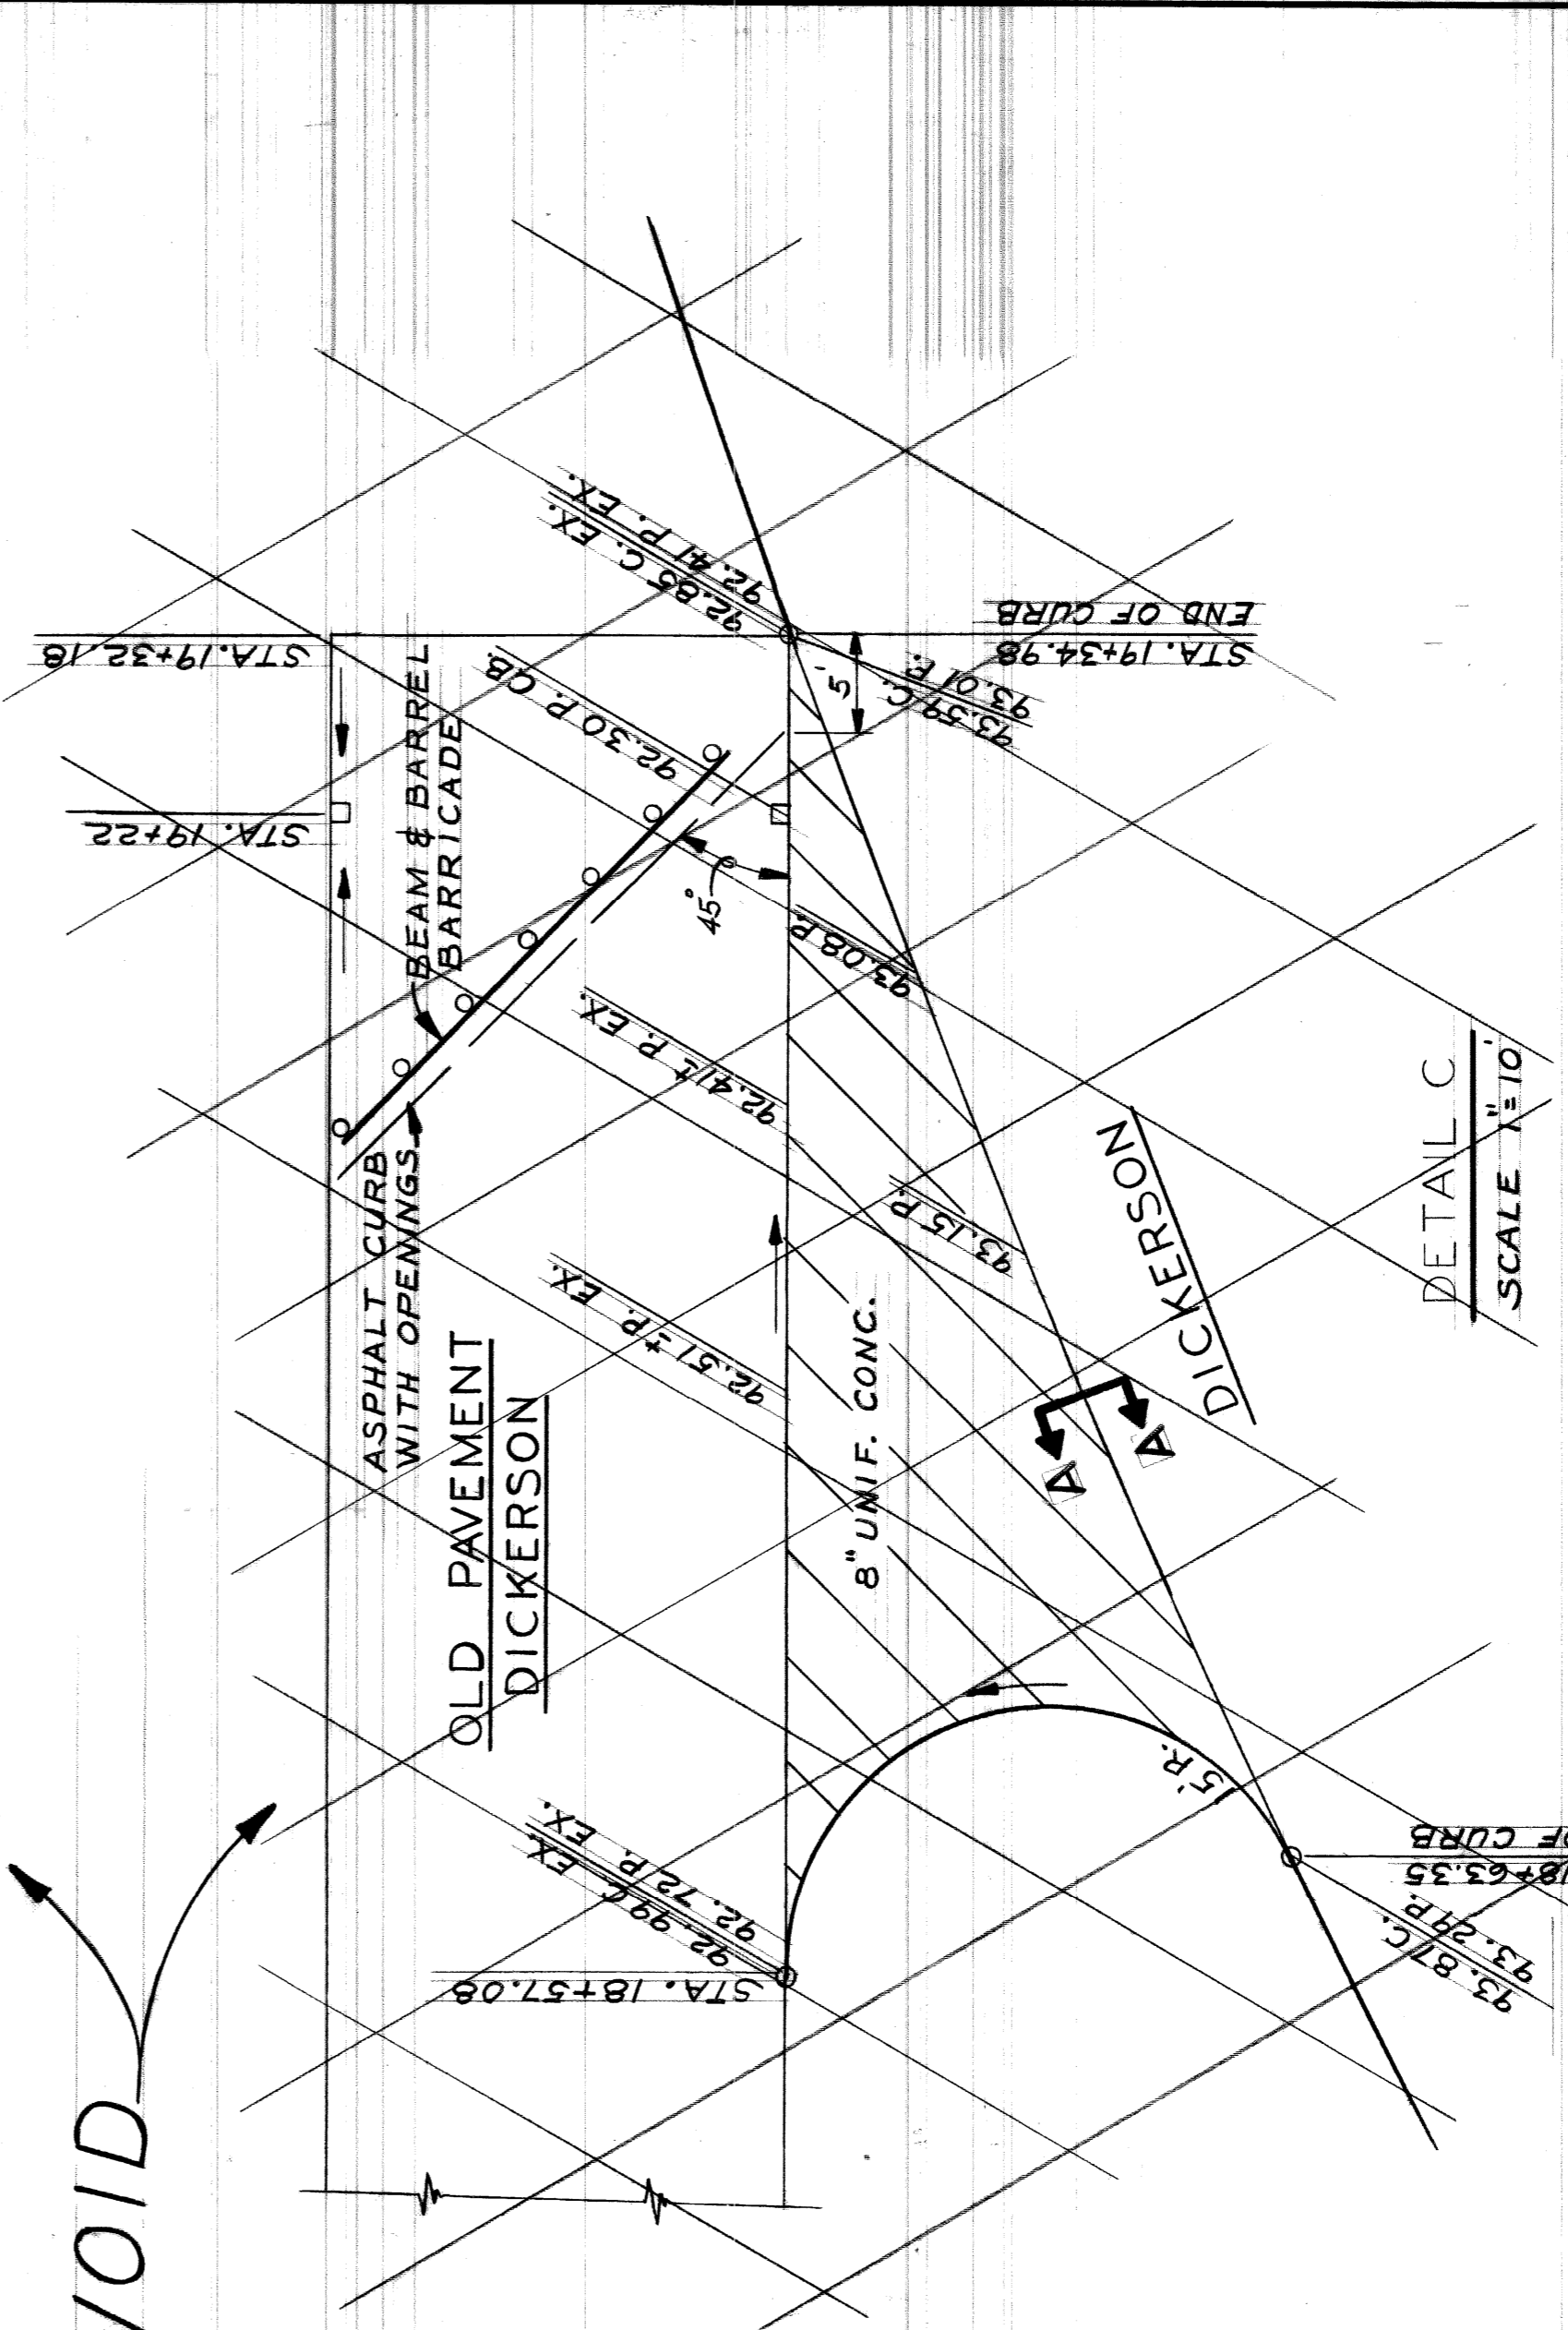 VOID
STA. 19+32.18
STA. 19+22
BEAM & BARREL
BARRICADE
ASPHALT CURB
WITH OPENINGS
OLD PAVEMENT
DICKERSON
92.85 C. EX.
92.41 P. EX.
92.30 P. CB.
45°
5'
END OF CURB
STA. 19+34.98
93.59 C.
93.01 P.
93.08 P.
92.41± P. EX.
93.15 P.
92.51 ± P. EX.
8" UNIF. CONC.
DICKERSON
A
A
15' R.
92.99 C. EX.
92.72 P. EX.
STA. 18+57.08
OF CURB
18+63.35
93.87 C.
93.29 P.
DETAIL C
SCALE 1"=10'